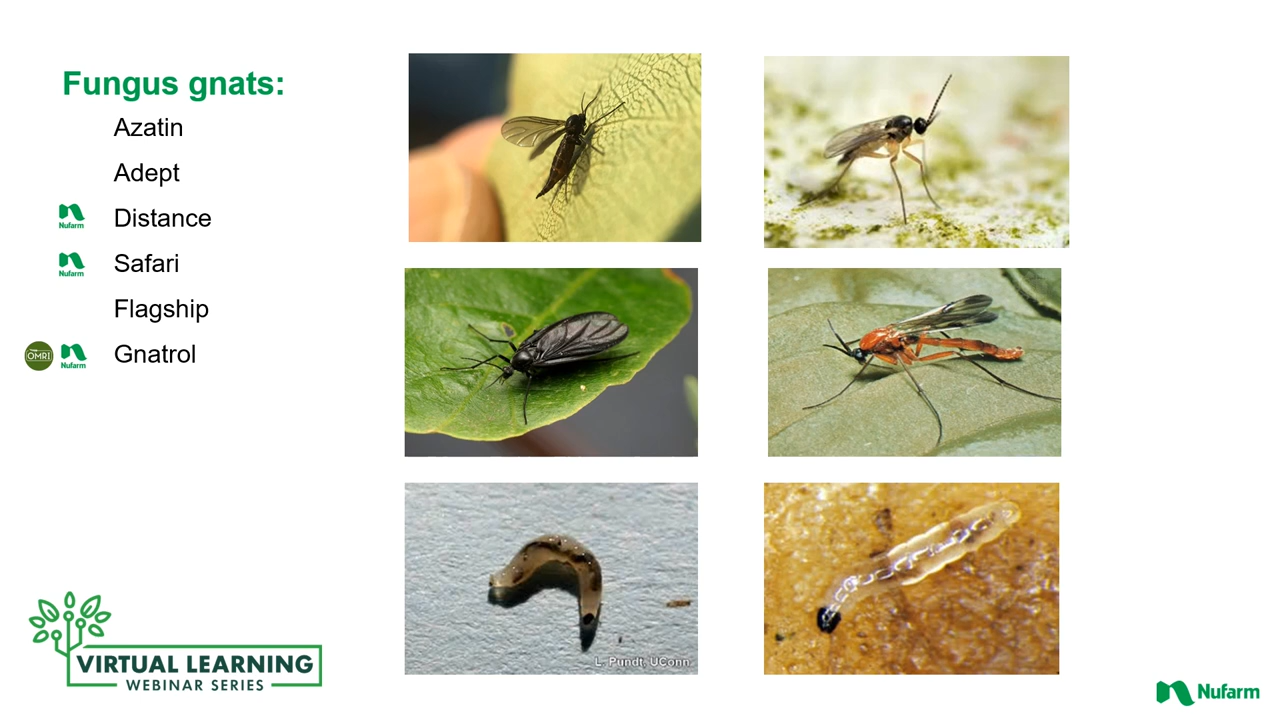 Fungus gnats:
Azatin
Adept
Nufarm
Distance
Nufarm
Safari
Flagship
OMRI
Nufarm
Gnatrol
L. Pundt, UConn
VIRTUAL LEARNING
WEBINAR SERIES
Nufarm